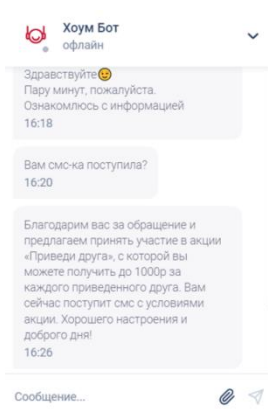 Хоум Бот
офлайн
Здравствуйте😉
Пару минут, пожалуйста.
Ознакомлюсь с информацией
16:18
Вам смс-ка поступила?
16:20
Благодарим вас за обращение и
предлагаем принять участие в акции
«Приведи друга», с которой вы
можете получить до 1000р за
каждого приведенного друга. Вам
сейчас поступит смс с условиями
акции. Хорошего настроения и
доброго дня!
16:26
Сообщение...